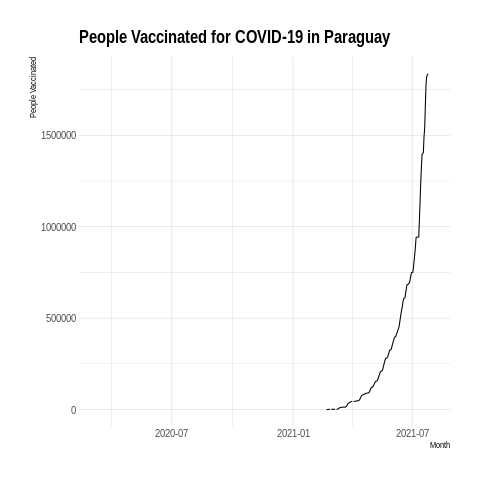 People Vaccinated for COVID-19 in Paraguay
People Vaccinated
1500000
1000000
500000
0
2020-07
2021-01
2021-07
Month